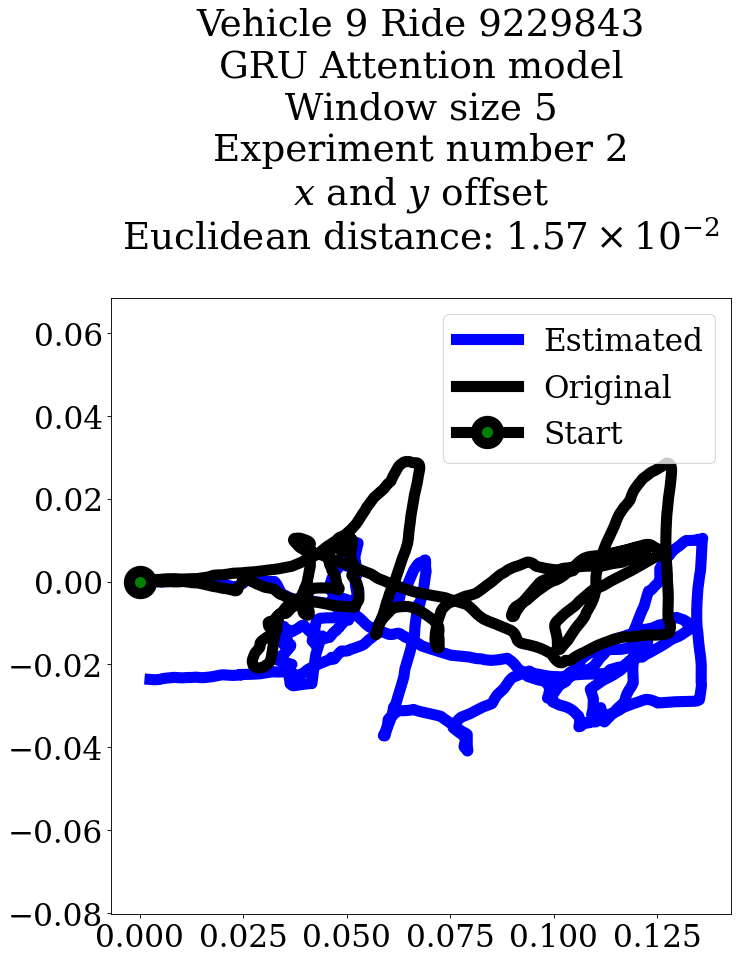 Vehicle 9 Ride 9229843
GRU Attention model
Window size 5
Experiment number 2
x and y offset
Euclidean distance: 1.57 × 10⁻²
Estimated
Original
Start
0.06
0.04
0.02
0.00
−0.02
−0.04
−0.06
−0.08
0.000 0.025 0.050 0.075 0.100 0.125